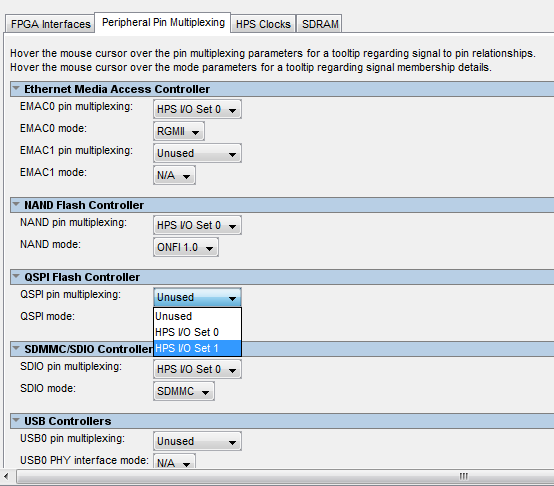 FPGA Interfaces Peripheral Pin Multiplexing HPS Clocks SDRAM
Hover the mouse cursor over the pin multiplexing parameters for a tooltip regarding signal to pin relationships.
Hover the mouse cursor over the mode parameters for a tooltip regarding signal membership details.
Ethernet Media Access Controller
EMAC0 pin multiplexing: HPS I/O Set 0
EMAC0 mode: RGMII
EMAC1 pin multiplexing: Unused
EMAC1 mode: N/A
NAND Flash Controller
NAND pin multiplexing: HPS I/O Set 0
NAND mode: ONFI 1.0
QSPI Flash Controller
QSPI pin multiplexing: Unused
QSPI mode: Unused
HPS I/O Set 0
SDMMC/SDIO Controller HPS I/O Set 1
SDIO pin multiplexing: HPS I/O Set 0
SDIO mode: SDMMC
USB Controllers
USB0 pin multiplexing: Unused
USB0 PHY interface mode: N/A